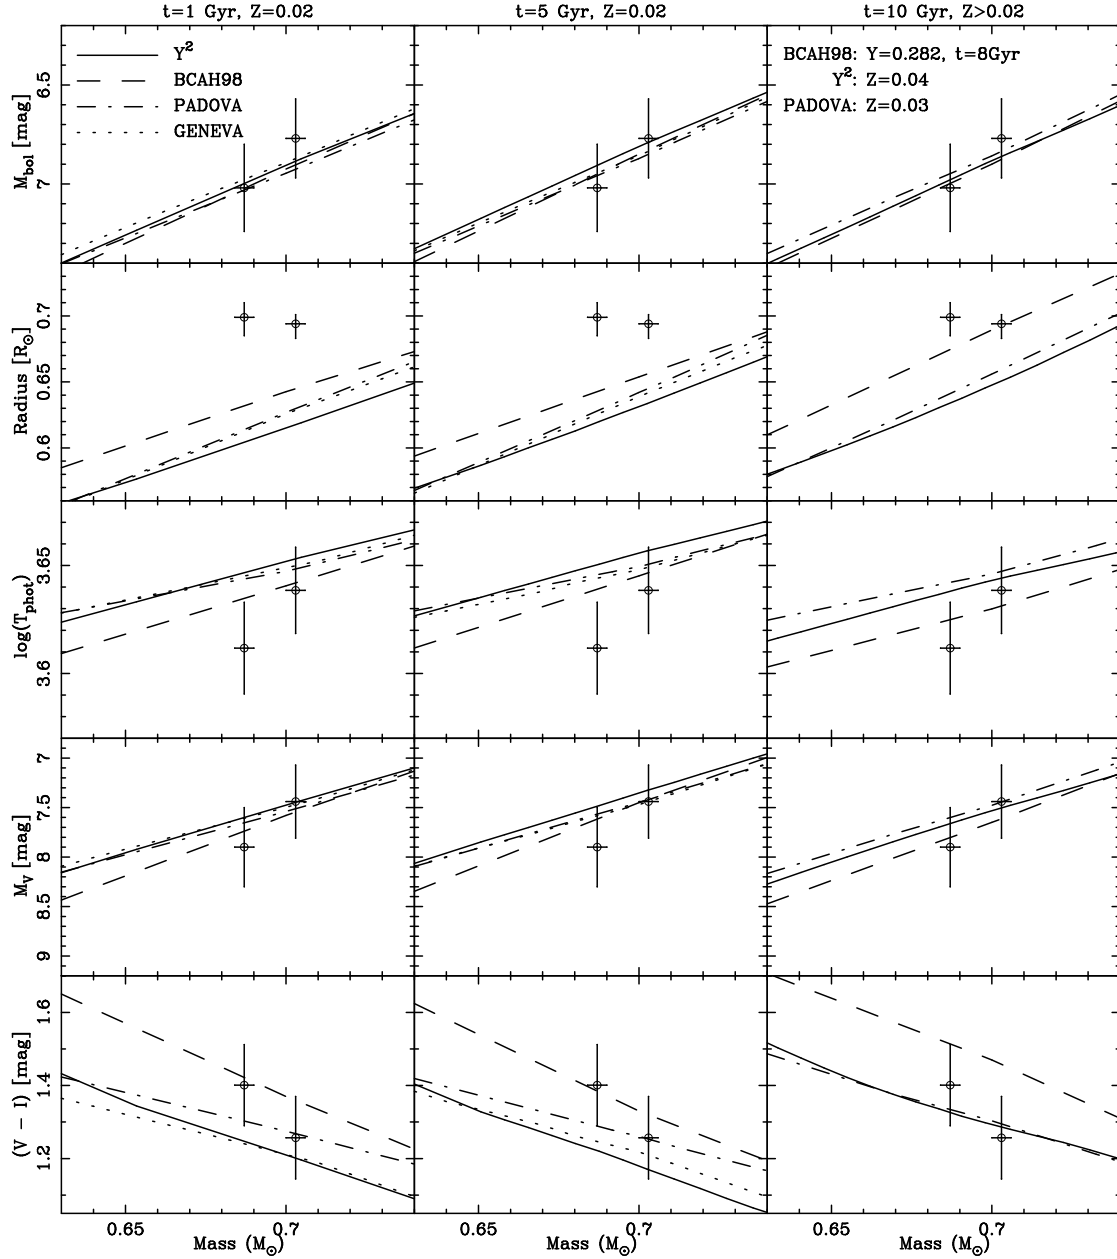 t=1 Gyr, Z=0.02
t=5 Gyr, Z=0.02
t=10 Gyr, Z>0.02
Y²
BCAH98
PADOVA
GENEVA
BCAH98: Y=0.282, t=8Gyr
Y²: Z=0.04
PADOVA: Z=0.03
M_bol [mag]
6.5
7
Radius [R_⊙]
0.7
0.65
0.6
log(T_phot)
3.65
3.6
M_V [mag]
7
7.5
8
8.5
9
(V − I) [mag]
1.6
1.4
1.2
0.65 0.7
0.65 0.7
0.65 0.7
Mass (M_⊙)
Mass (M_⊙)
Mass (M_⊙)